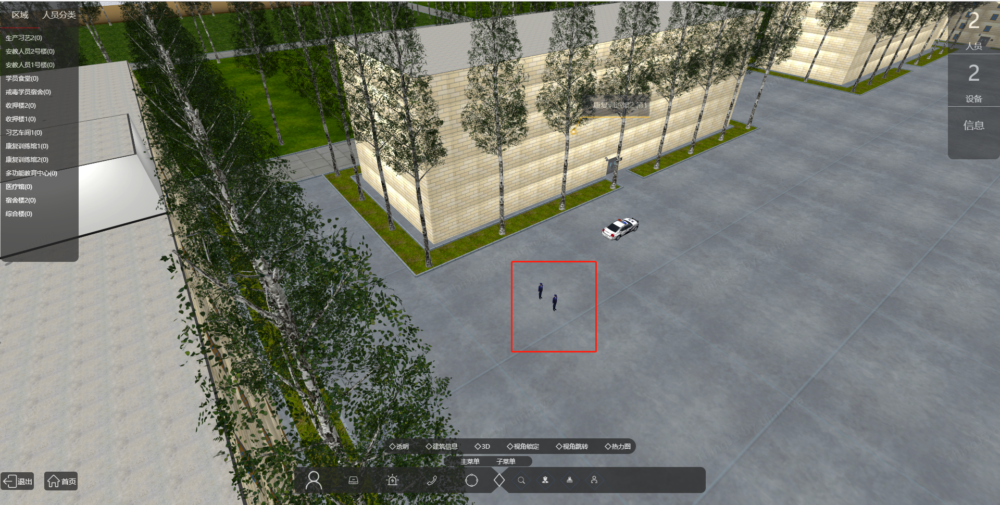 区域 人员分类
生产习艺2(0)
安教人员2号楼(0)
安教人员1号楼(0)
学员食堂(0)
戒毒学员宿舍(0)
收押楼2(0)
收押楼1(0)
习艺车间1(0)
康复训练馆1(0)
康复训练馆2(0)
多功能教育中心(0)
医疗馆(0)
宿舍楼2(0)
综合楼(0)
2
人员
2
设备
信息
康复训练馆2 第1
◇透明 ◇建筑信息 ◇3D ◇视角锁定 ◇视角跳转 ◇热力图
主菜单 子菜单
退出 首页